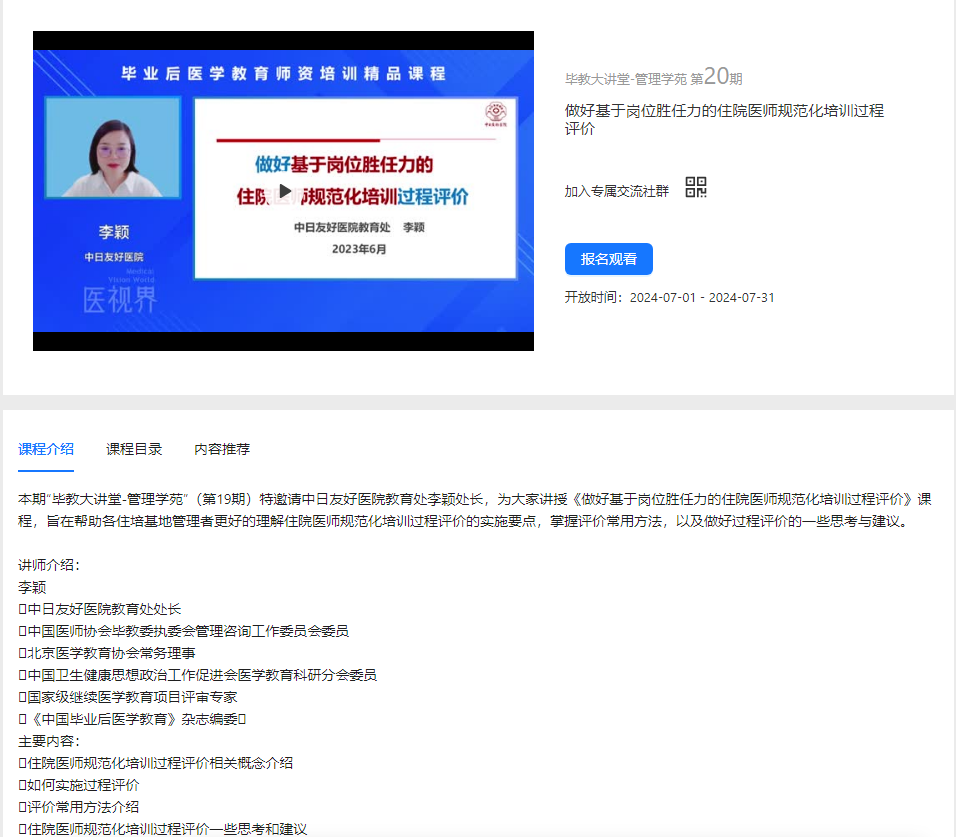 毕业后医学教育师资培训精品课程
做好基于岗位胜任力的
住院医师规范化培训过程评价
中日友好医院教育处 李颖
2023年6月
李颖
中日友好医院
Medical
Vision World
医视界
毕教大讲堂-管理学苑 第20期
做好基于岗位胜任力的住院医师规范化培训过程
评价
加入专属交流社群
报名观看
开放时间：2024-07-01 - 2024-07-31
课程介绍 课程目录 内容推荐
本期“毕教大讲堂-管理学苑”（第19期）特邀请中日友好医院教育处李颖处长，为大家讲授《做好基于岗位胜任力的住院医师规范化培训过程评价》课
程，旨在帮助各住培基地管理者更好的理解住院医师规范化培训过程评价的实施要点，掌握评价常用方法，以及做好过程评价的一些思考与建议。
讲师介绍：
李颖
中日友好医院教育处处长
中国医师协会毕教委执委会管理咨询工作委员会委员
北京医学教育协会常务理事
中国卫生健康思想政治工作促进会医学教育科研分会委员
国家级继续医学教育项目评审专家
《中国毕业后医学教育》杂志编委
主要内容：
住院医师规范化培训过程评价相关概念介绍
如何实施过程评价
评价常用方法介绍
住院医师规范化培训过程评价一些思考和建议